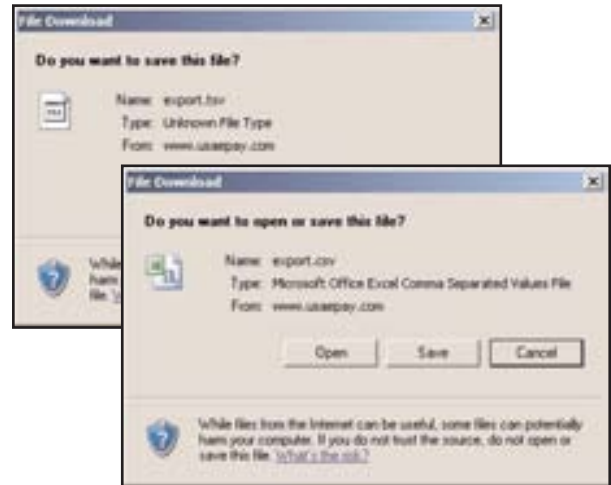 File Download
Do you want to save this file?
Name: export.tsv
Type: Unknown File Type
From: www.usaepay.com
While
harm
file.
File Download
Do you want to open or save this file?
Name: export.csv
Type: Microsoft Office Excel Comma Separated Values File
From: www.usaepay.com
Open Save Cancel
While files from the Internet can be useful, some files can potentially
harm your computer. If you do not trust the source, do not open or
save this file. What's the risk?